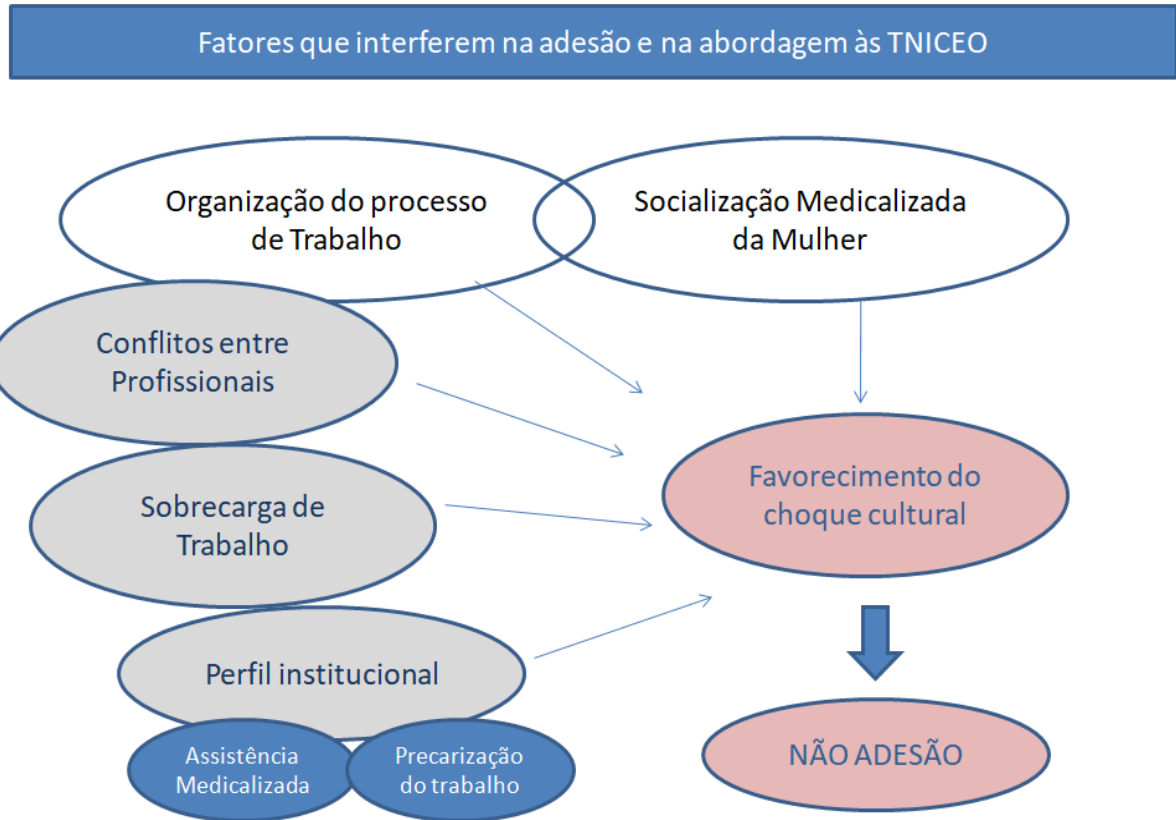 Fatores que interferem na adesão e na abordagem às TNICEO
Organização do processo
de Trabalho
Socialização Medicalizada
da Mulher
Conflitos entre
Profissionais
Sobrecarga de
Trabalho
Favorecimento do
choque cultural
Perfil institucional
Assistência
Medicalizada
Precarização
do trabalho
NÃO ADESÃO